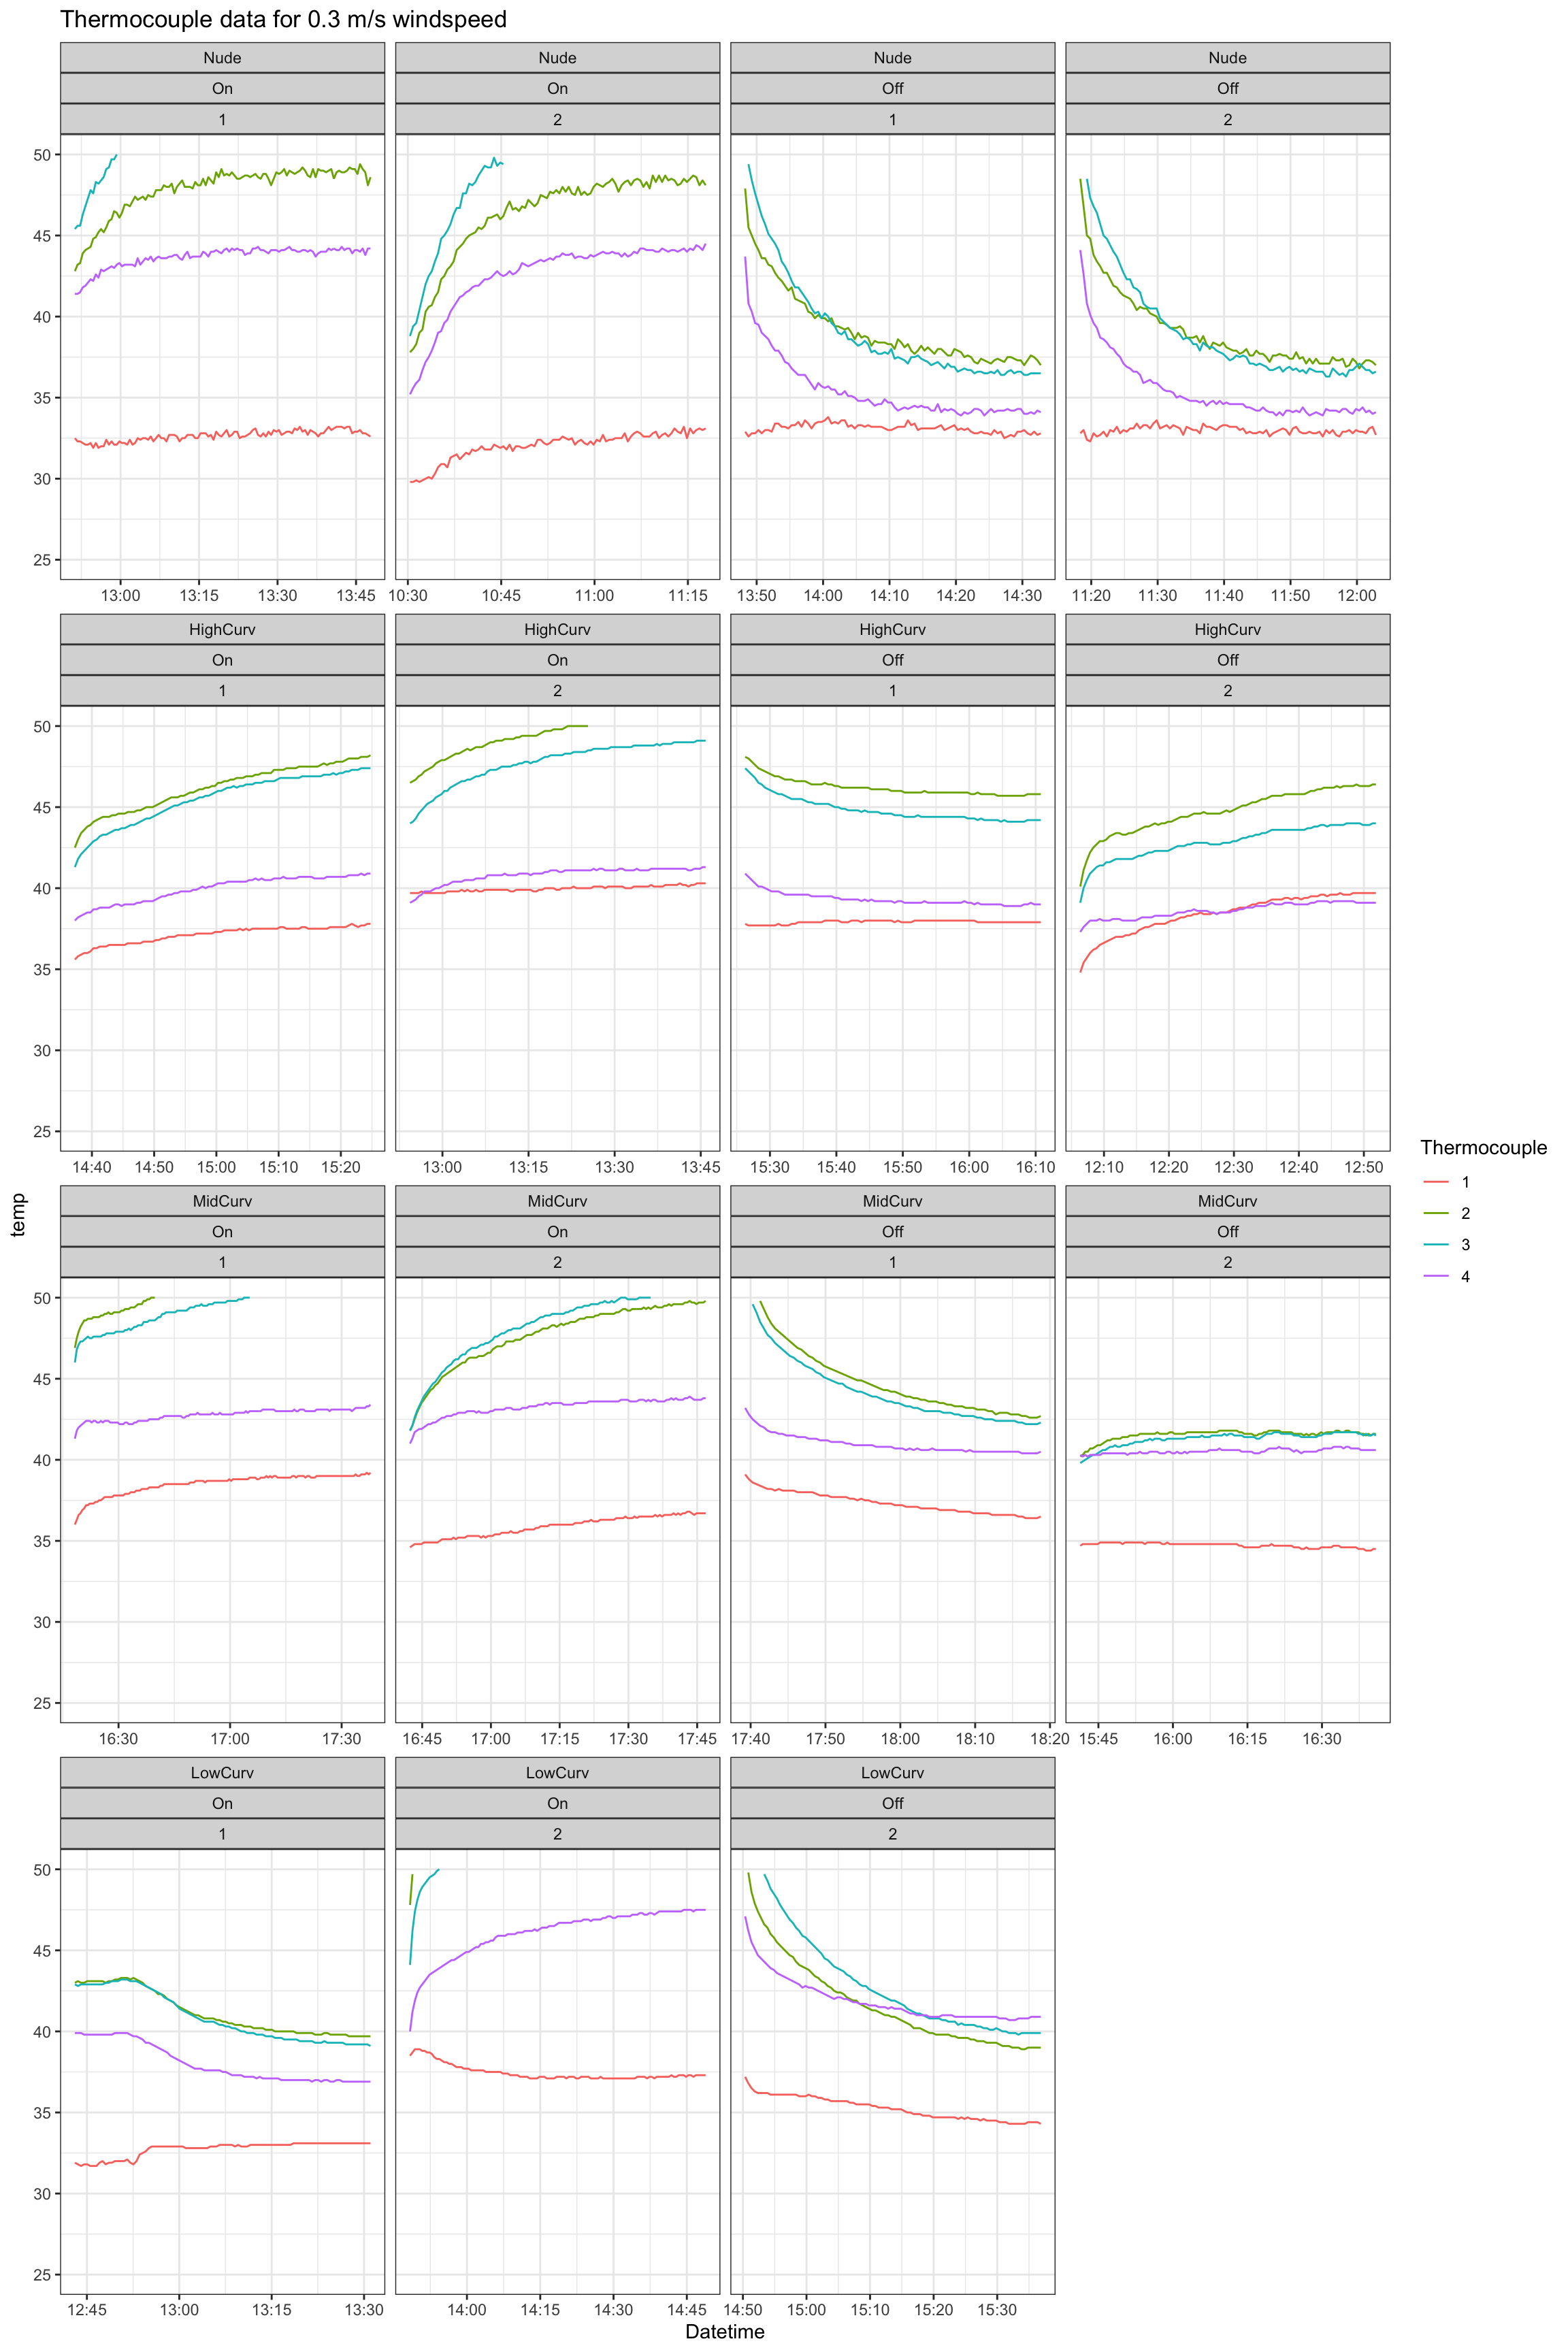 Thermocouple data for 0.3 m/s windspeed
Nude Nude Nude Nude
On On Off Off
1 2 1 2
50
45
40
35
30
25
13:00 13:15 13:30 13:45 10:30 10:45 11:00 11:15 13:50 14:00 14:10 14:20 14:30 11:20 11:30 11:40 11:50 12:00
HighCurv HighCurv HighCurv HighCurv
On On Off Off
1 2 1 2
50
45
40
35
30
25
14:40 14:50 15:00 15:10 15:20 13:00 13:15 13:30 13:45 15:30 15:40 15:50 16:00 16:10 12:10 12:20 12:30 12:40 12:50
MidCurv MidCurv MidCurv MidCurv
On On Off Off
1 2 1 2
50
45
40
35
30
25
16:30 17:00 17:30 16:45 17:00 17:15 17:30 17:45 17:40 17:50 18:00 18:10 18:20 15:45 16:00 16:15 16:30
LowCurv LowCurv LowCurv
On On Off
1 2 2
50
45
40
35
30
25
12:45 13:00 13:15 13:30 14:00 14:15 14:30 14:45 14:50 15:00 15:10 15:20 15:30
Datetime
temp
Thermocouple
1
2
3
4